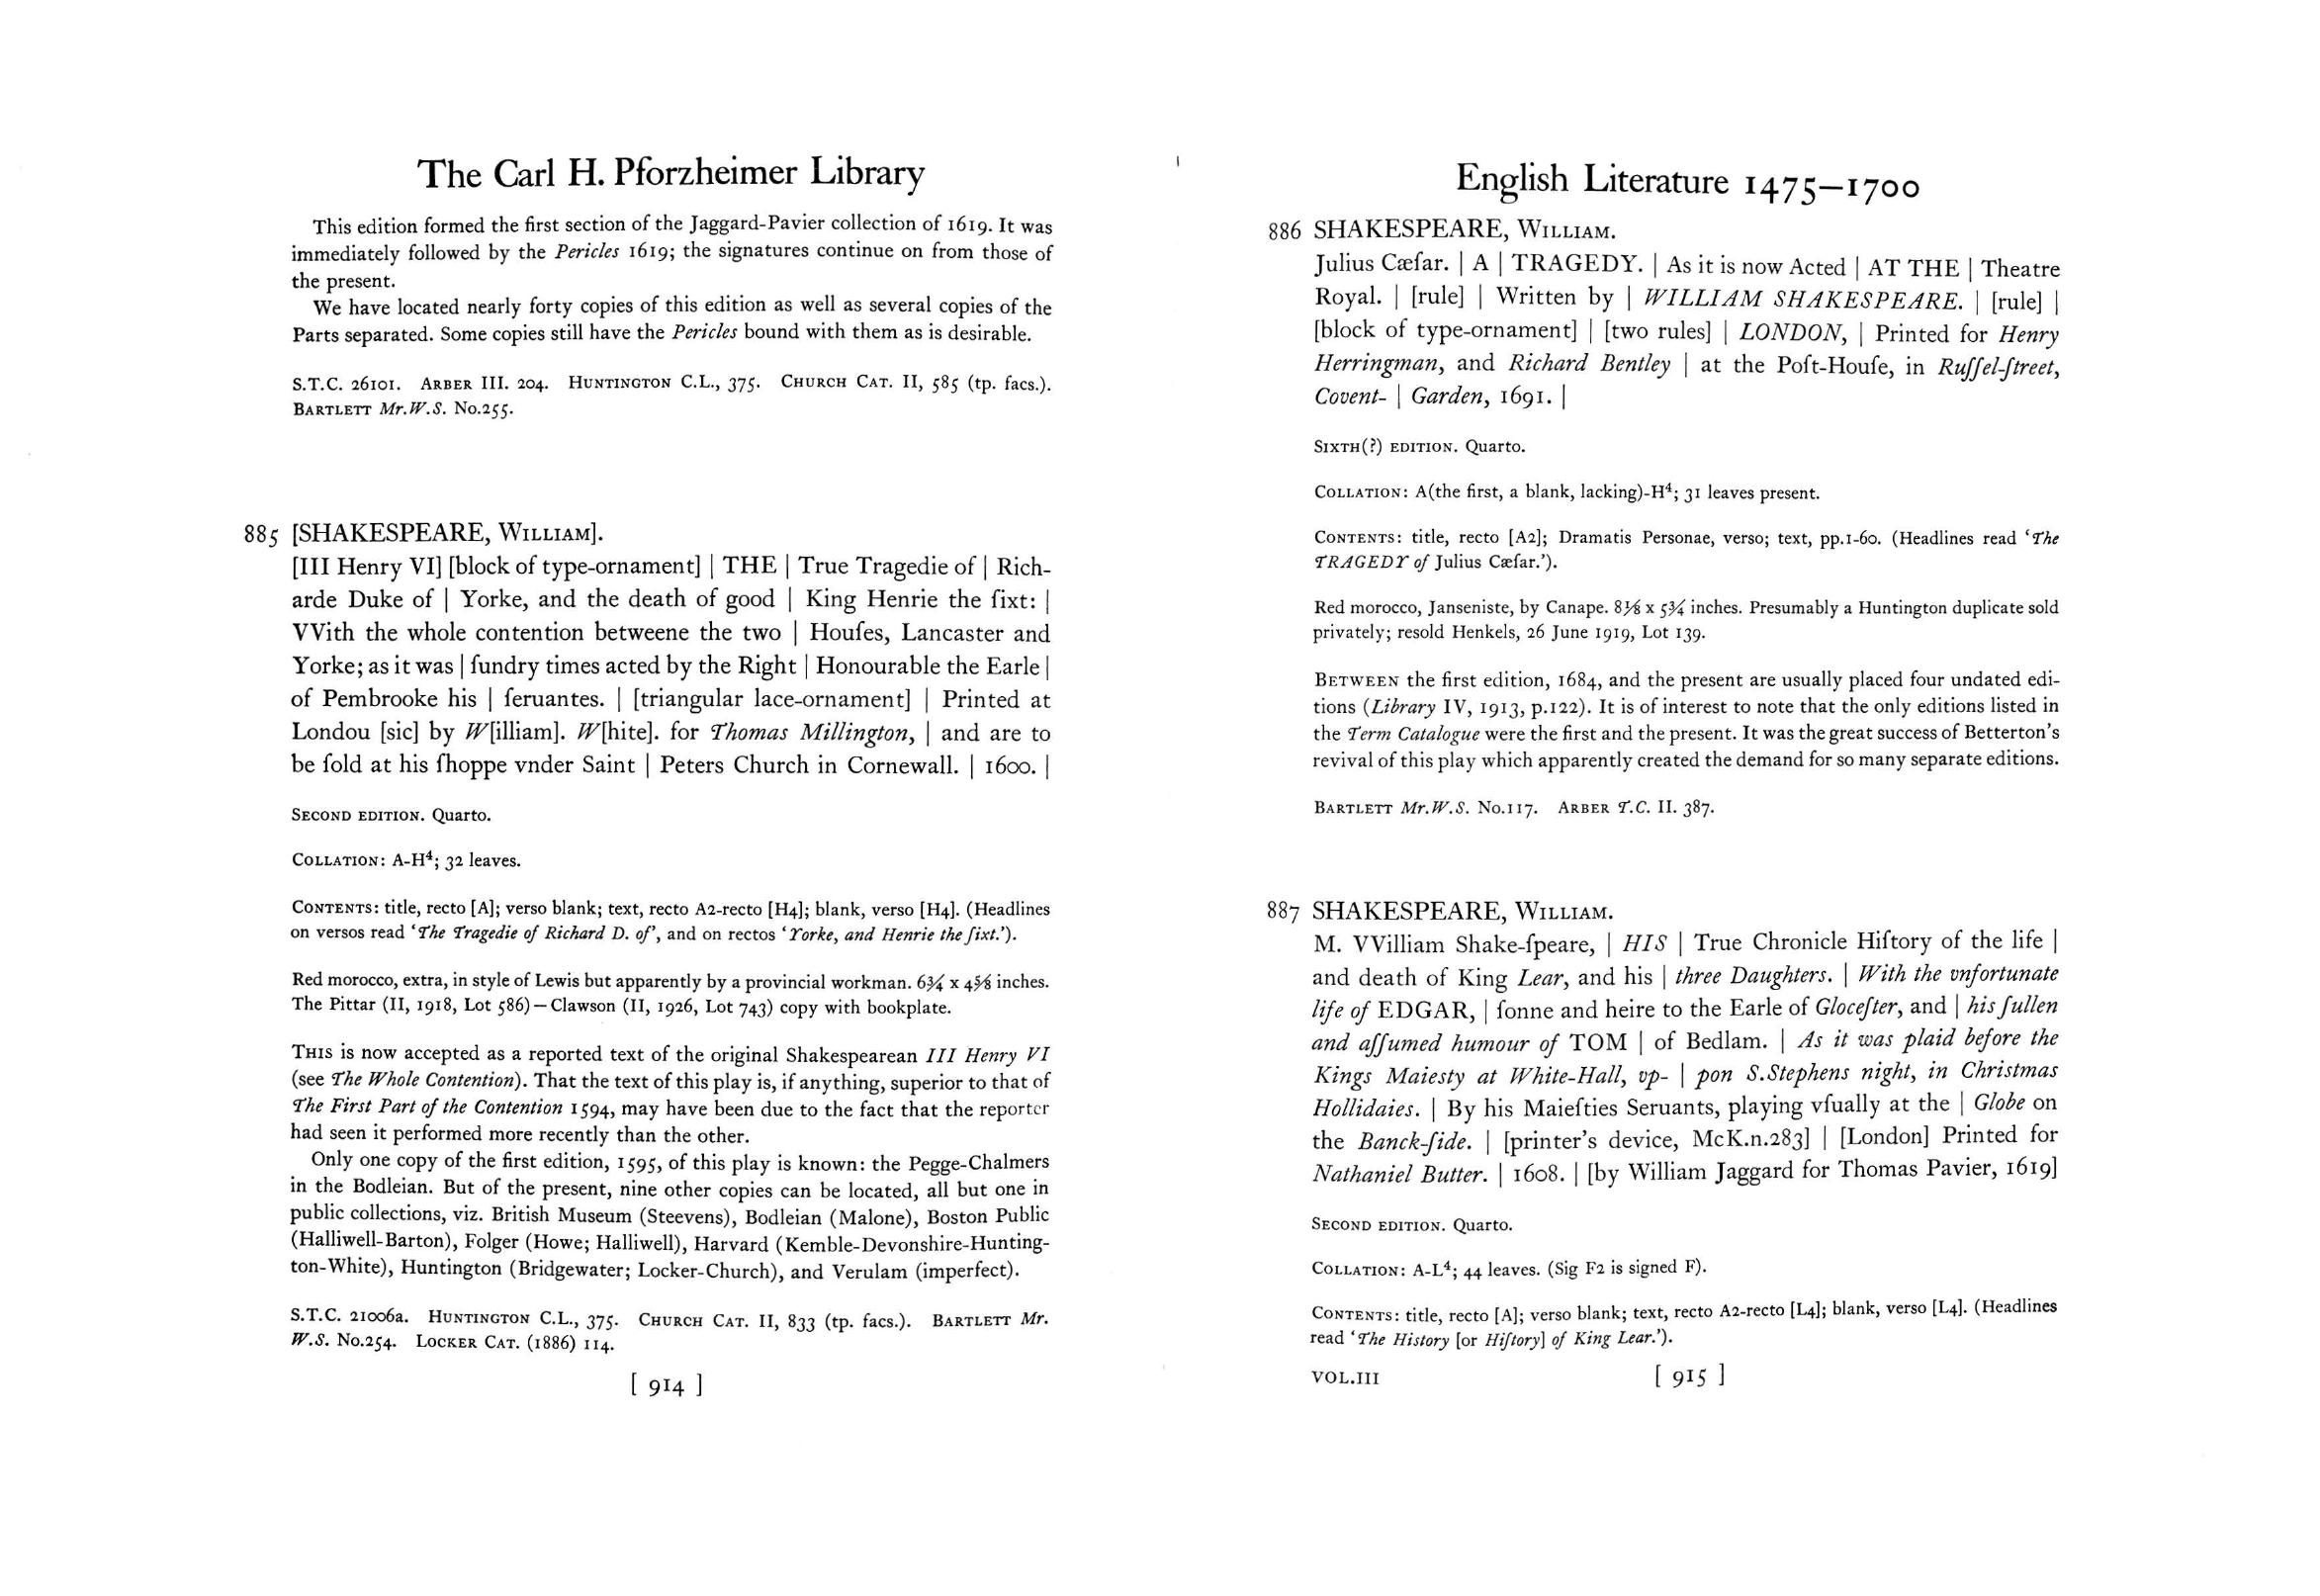 The Carl H. Pforzheimer Library
This edition formed the first section of the Jaggard-Pavier collection of 1619. It was
immediately followed by the Pericles 1619; the signatures continue on from those of
the present.
We have located nearly forty copies of this edition as well as several copies of the
Parts separated. Some copies still have the Pericles bound with them as is desirable.
S.T.C. 26101. ARBER III. 204. HUNTINGTON C.L., 375. CHURCH CAT. II, 585 (tp. facs.).
BARTLETT Mr.W.S. No.255.
885 [SHAKESPEARE, WILLIAM].
[III Henry VI] [block of type-ornament] | THE | True Tragedie of | Rich-
arde Duke of | Yorke, and the death of good | King Henrie the ſixt: |
VVith the whole contention betweene the two | Houſes, Lancaster and
Yorke; as it was | ſundry times acted by the Right | Honourable the Earle |
of Pembrooke his | ſeruantes. | [triangular lace-ornament] | Printed at
Londou [sic] by W[illiam]. W[hite]. for Thomas Millington, | and are to
be ſold at his ſhoppe vnder Saint | Peters Church in Cornewall. | 1600. |
SECOND EDITION. Quarto.
COLLATION: A-H⁴; 32 leaves.
CONTENTS: title, recto [A]; verso blank; text, recto A2-recto [H4]; blank, verso [H4]. (Headlines
on versos read ‘The Tragedie of Richard D. of’, and on rectos ‘Yorke, and Henrie the ſixt.’).
Red morocco, extra, in style of Lewis but apparently by a provincial workman. 6¾ x 4⅝ inches.
The Pittar (II, 1918, Lot 586)—Clawson (II, 1926, Lot 743) copy with bookplate.
THIS is now accepted as a reported text of the original Shakespearean III Henry VI
(see The Whole Contention). That the text of this play is, if anything, superior to that of
The First Part of the Contention 1594, may have been due to the fact that the reporter
had seen it performed more recently than the other.
Only one copy of the first edition, 1595, of this play is known: the Pegge-Chalmers
in the Bodleian. But of the present, nine other copies can be located, all but one in
public collections, viz. British Museum (Steevens), Bodleian (Malone), Boston Public
(Halliwell-Barton), Folger (Howe; Halliwell), Harvard (Kemble-Devonshire-Hunting-
ton-White), Huntington (Bridgewater; Locker-Church), and Verulam (imperfect).
S.T.C. 21006a. HUNTINGTON C.L., 375. CHURCH CAT. II, 833 (tp. facs.). BARTLETT Mr.
W.S. No.254. LOCKER CAT. (1886) 114.
[ 914 ]
English Literature 1475–1700
886 SHAKESPEARE, WILLIAM.
Julius Cæſar. | A | TRAGEDY. | As it is now Acted | AT THE | Theatre
Royal. | [rule] | Written by | WILLIAM SHAKESPEARE. | [rule] |
[block of type-ornament] | [two rules] | LONDON, | Printed for Henry
Herringman, and Richard Bentley | at the Poſt-Houſe, in Ruſſel-ſtreet,
Covent- | Garden, 1691. |
SIXTH(?) EDITION. Quarto.
COLLATION: A(the first, a blank, lacking)-H⁴; 31 leaves present.
CONTENTS: title, recto [A2]; Dramatis Personae, verso; text, pp.1-60. (Headlines read ‘The
TRAGEDY of Julius Cæſar.’).
Red morocco, Janseniste, by Canape. 8⅛ x 5¾ inches. Presumably a Huntington duplicate sold
privately; resold Henkels, 26 June 1919, Lot 139.
BETWEEN the first edition, 1684, and the present are usually placed four undated edi-
tions (Library IV, 1913, p.122). It is of interest to note that the only editions listed in
the Term Catalogue were the first and the present. It was the great success of Betterton's
revival of this play which apparently created the demand for so many separate editions.
BARTLETT Mr.W.S. No.117. ARBER T.C. II. 387.
887 SHAKESPEARE, WILLIAM.
M. VVilliam Shake-ſpeare, | HIS | True Chronicle Hiſtory of the life |
and death of King Lear, and his | three Daughters. | With the vnfortunate
life of EDGAR, | ſonne and heire to the Earle of Gloceſter, and | his ſullen
and aſſumed humour of TOM | of Bedlam. | As it was plaid before the
Kings Maiesty at White-Hall, vp- | pon S.Stephens night, in Christmas
Hollidaies. | By his Maieſties Seruants, playing vſually at the | Globe on
the Banck-ſide. | [printer's device, McK.n.283] | [London] Printed for
Nathaniel Butter. | 1608. | [by William Jaggard for Thomas Pavier, 1619]
SECOND EDITION. Quarto.
COLLATION: A-L⁴; 44 leaves. (Sig F2 is signed F).
CONTENTS: title, recto [A]; verso blank; text, recto A2-recto [L4]; blank, verso [L4]. (Headlines
read ‘The History [or Hiſtory] of King Lear.’).
VOL.III [ 915 ]